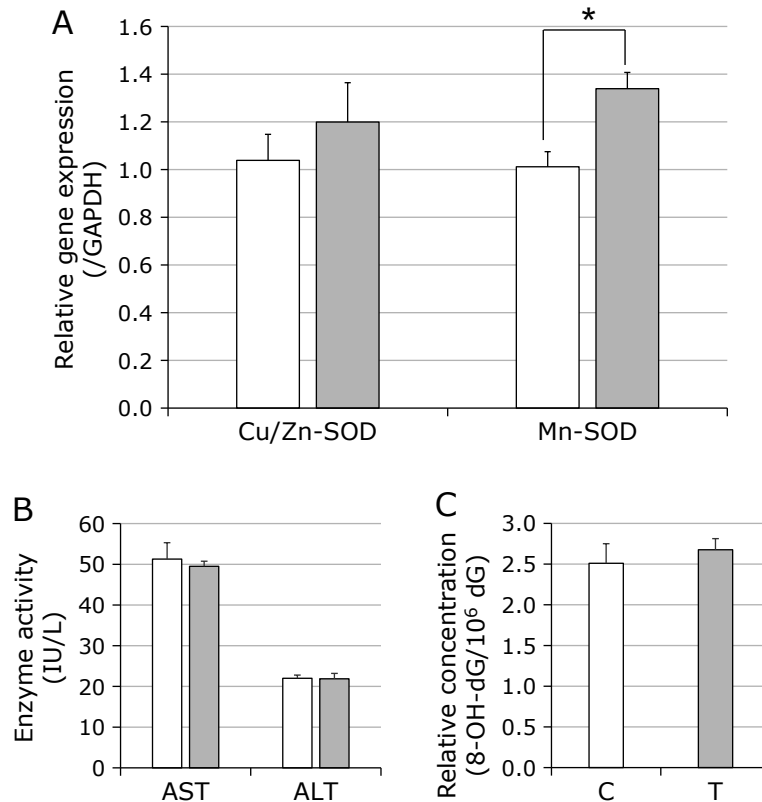 A
Relative gene expression
(/GAPDH)
1.6
1.4
1.2
1.0
0.8
0.6
0.4
0.2
0.0
*
Cu/Zn-SOD
Mn-SOD
B
Enzyme activity
(IU/L)
60
50
40
30
20
10
0
AST
ALT
C
Relative concentration
(8-OH-dG/10⁶ dG)
3.0
2.5
2.0
1.5
1.0
0.5
0.0
C
T